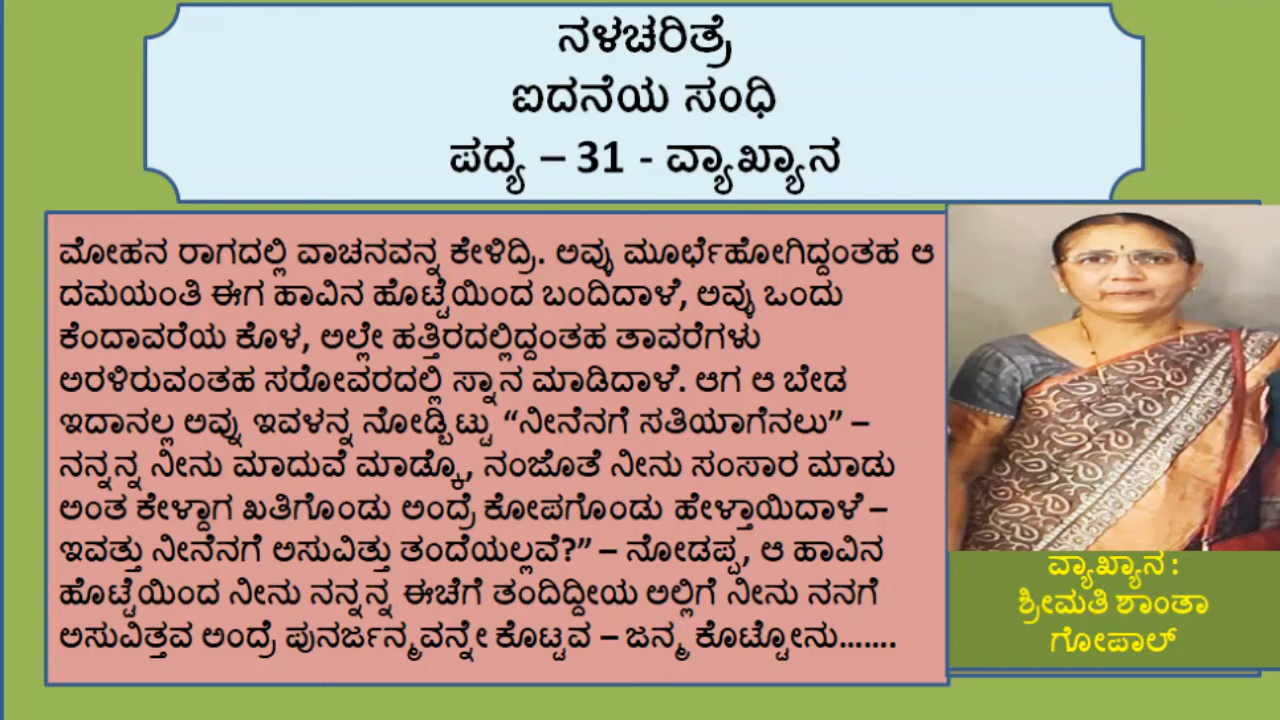 ನಳಚರಿತ್ರೆ
ಐದನೆಯ ಸಂಧಿ
ಪದ್ಯ – 31 - ವ್ಯಾಖ್ಯಾನ
ಮೋಹನ ರಾಗದಲ್ಲಿ ವಾಚನವನ್ನ ಕೇಳಿದ್ರಿ. ಅವ್ಳು ಮೂರ್ಛೆಹೋಗಿದ್ದಂತಹ ಆ
ದಮಯಂತಿ ಈಗ ಹಾವಿನ ಹೊಟ್ಟೆಯಿಂದ ಬಂದಿದಾಳೆ, ಅವ್ಳು ಒಂದು
ಕೆಂದಾವರೆಯ ಕೊಳ, ಅಲ್ಲೇ ಹತ್ತಿರದಲ್ಲಿದ್ದಂತಹ ತಾವರೆಗಳು
ಅರಳಿರುವಂತಹ ಸರೋವರದಲ್ಲಿ ಸ್ನಾನ ಮಾಡಿದಾಳೆ. ಆಗ ಆ ಬೇಡ
ಇದಾನಲ್ಲ ಅವ್ನು ಇವಳನ್ನ ನೋಡ್ಬಿಟ್ಟು “ನೀನೆನಗೆ ಸತಿಯಾಗೆನಲು” –
ನನ್ನನ್ನ ನೀನು ಮಾದುವೆ ಮಾಡ್ಕೊ, ನಂಜೊತೆ ನೀನು ಸಂಸಾರ ಮಾಡು
ಅಂತ ಕೇಳ್ದಾಗ ಖತಿಗೊಂಡು ಅಂದ್ರೆ ಕೋಪಗೊಂಡು ಹೇಳ್ತಾಯಿದಾಳೆ –
ಇವತ್ತು ನೀನೆನಗೆ ಅಸುವಿತ್ತು ತಂದೆಯಲ್ಲವೆ?” – ನೋಡಪ್ಪ, ಆ ಹಾವಿನ
ಹೊಟ್ಟೆಯಿಂದ ನೀನು ನನ್ನನ್ನ ಈಚೆಗೆ ತಂದಿದ್ದೀಯ ಅಲ್ಲಿಗೆ ನೀನು ನನಗೆ
ಅಸುವಿತ್ತವ ಅಂದ್ರೆ ಪುನರ್ಜನ್ಮವನ್ನೇ ಕೊಟ್ಟವ – ಜನ್ಮ ಕೊಟ್ಟೋನು.......
ವ್ಯಾಖ್ಯಾನ :
ಶ್ರೀಮತಿ ಶಾಂತಾ
ಗೋಪಾಲ್